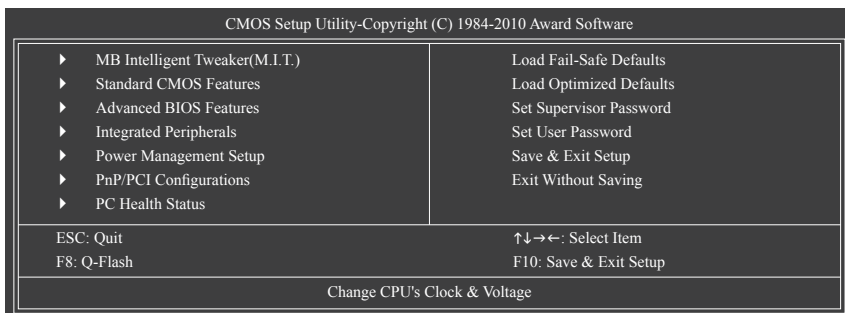 CMOS Setup Utility-Copyright (C) 1984-2010 Award Software
MB Intelligent Tweaker(M.I.T.)
Standard CMOS Features
Advanced BIOS Features
Integrated Peripherals
Power Management Setup
PnP/PCI Configurations
PC Health Status
Load Fail-Safe Defaults
Load Optimized Defaults
Set Supervisor Password
Set User Password
Save & Exit Setup
Exit Without Saving
ESC: Quit
↑↓→←: Select Item
F8: Q-Flash
F10: Save & Exit Setup
Change CPU's Clock & Voltage